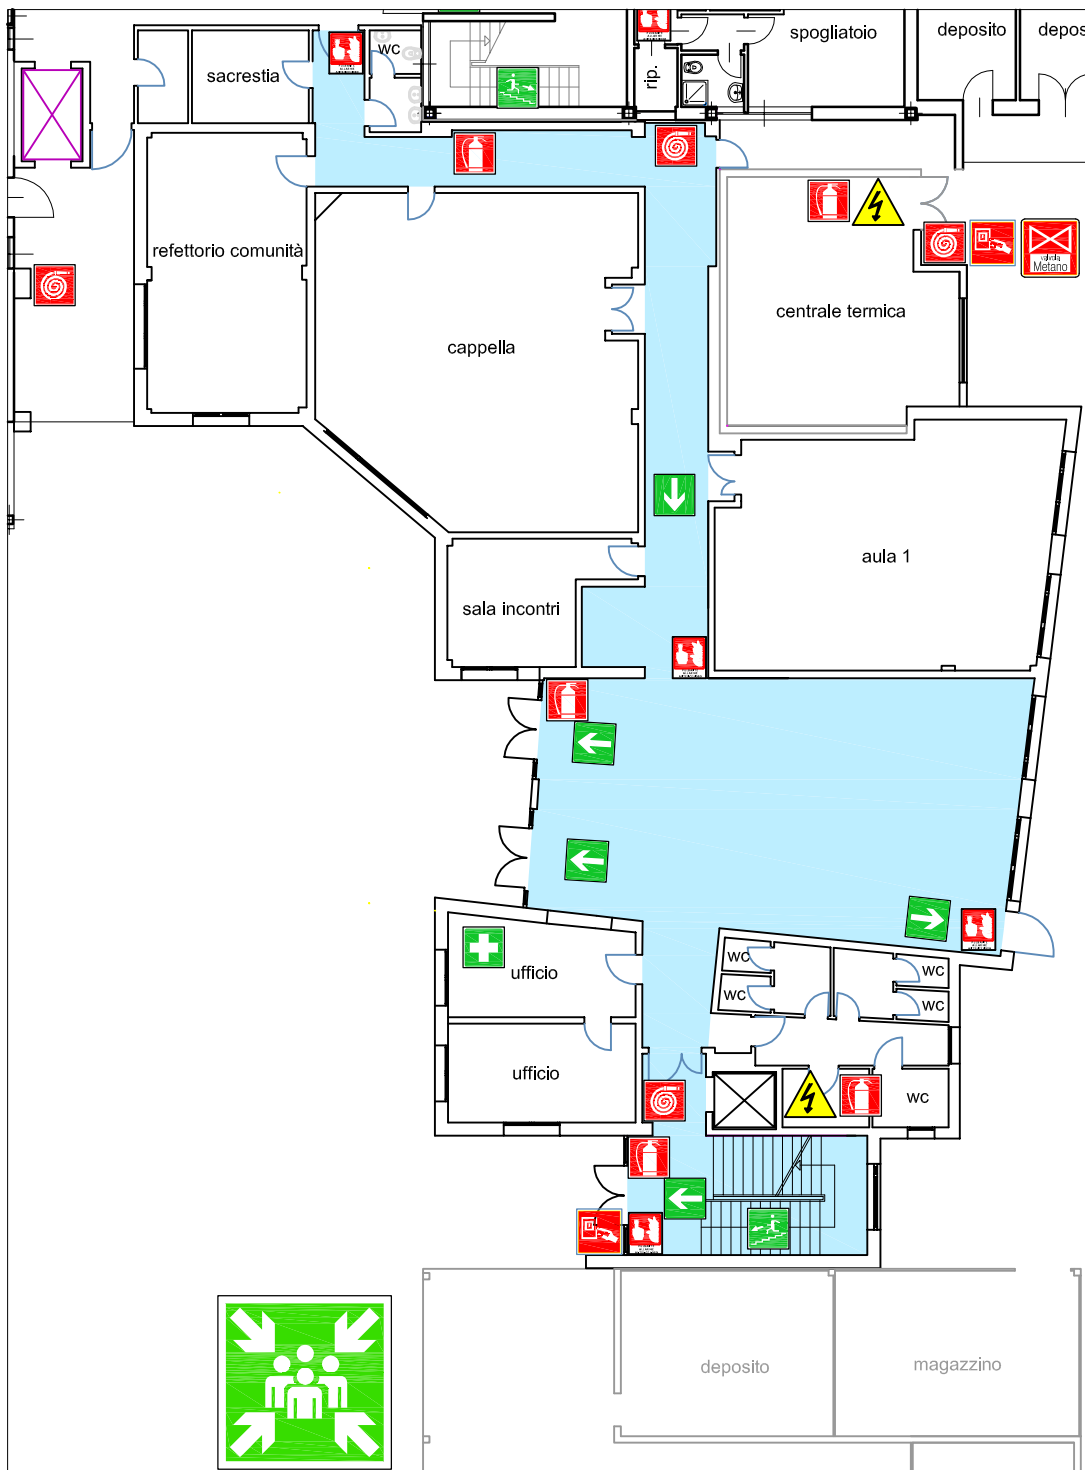 spogliatoio
deposito
depos
wc
sacrestia
rip.
refettorio comunità
valvola
Metano
centrale termica
cappella
aula 1
sala incontri
ufficio
wc
wc
wc
wc
ufficio
wc
deposito
magazzino